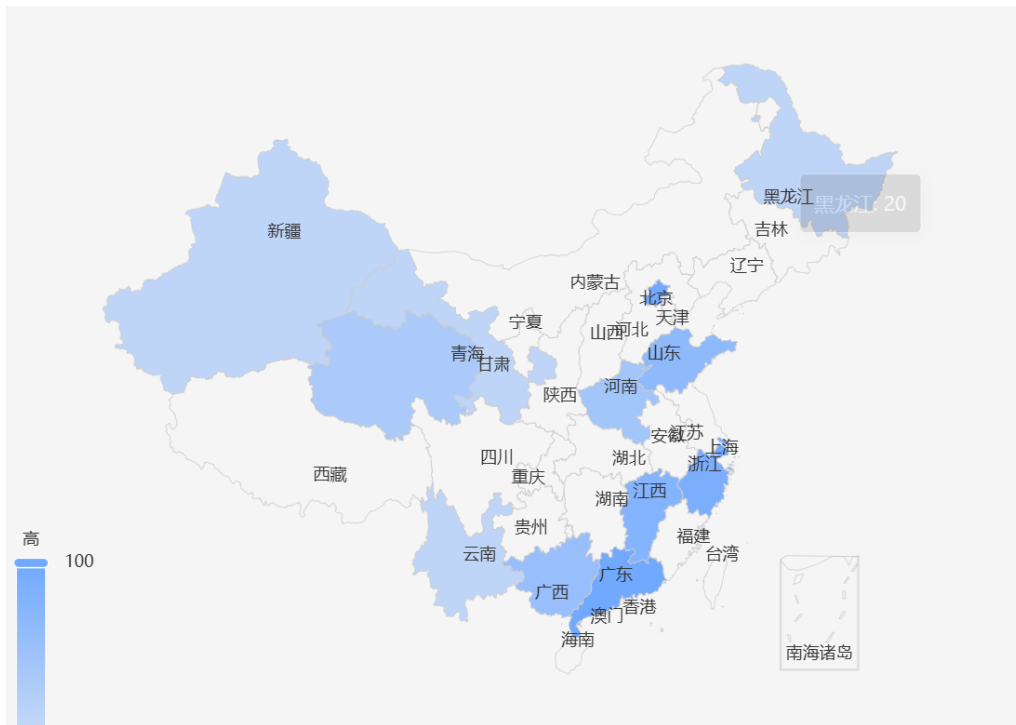 黑龙江
黑龙江: 20
吉林
新疆
辽宁
内蒙古
北京
天津
宁夏
河北
山西
山东
青海
甘肃
河南
陕西
江苏
安徽
上海
四川
湖北
浙江
西藏
重庆
江西
湖南
贵州
福建
高
云南
台湾
100
广东
广西
香港
澳门
海南
南海诸岛